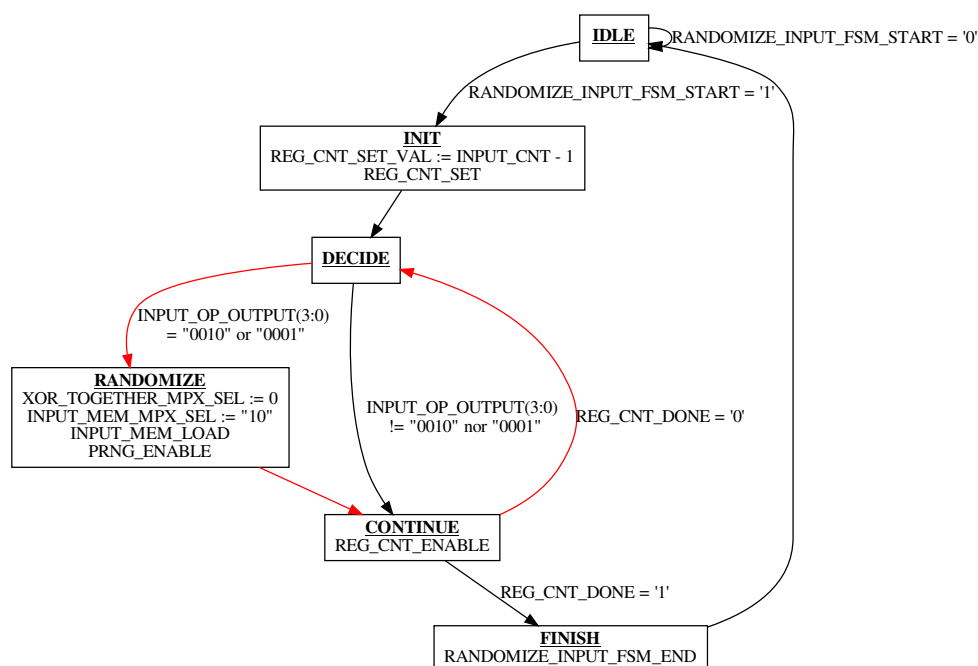 IDLE
RANDOMIZE_INPUT_FSM_START = '0'
RANDOMIZE_INPUT_FSM_START = '1'
INIT
REG_CNT_SET_VAL := INPUT_CNT - 1
REG_CNT_SET
DECIDE
INPUT_OP_OUTPUT(3:0)
= "0010" or "0001"
RANDOMIZE
XOR_TOGETHER_MPX_SEL := 0
INPUT_MEM_MPX_SEL := "10"
INPUT_MEM_LOAD
PRNG_ENABLE
INPUT_OP_OUTPUT(3:0)
!= "0010" nor "0001"
REG_CNT_DONE = '0'
CONTINUE
REG_CNT_ENABLE
REG_CNT_DONE = '1'
FINISH
RANDOMIZE_INPUT_FSM_END